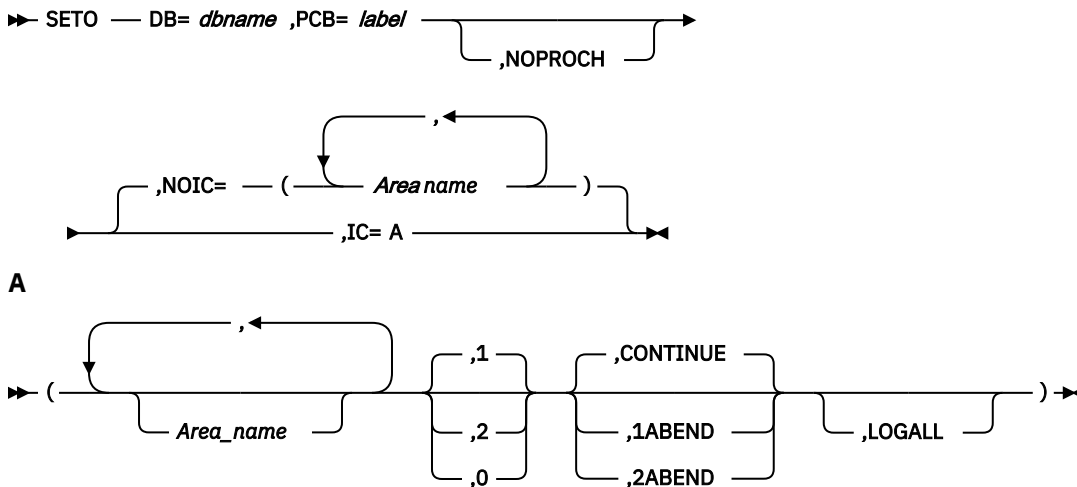 SETO DB= dbname ,PCB= label
,NOPROCH
,
,NOIC= ( Area name )
,IC= A
A
,
( Area_name ,1 ,CONTINUE )
,2 ,1ABEND ,LOGALL
,0 ,2ABEND